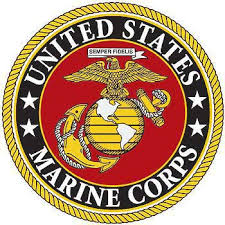 UNITED STATES
SEMPER FIDELIS
MARINE CORPS